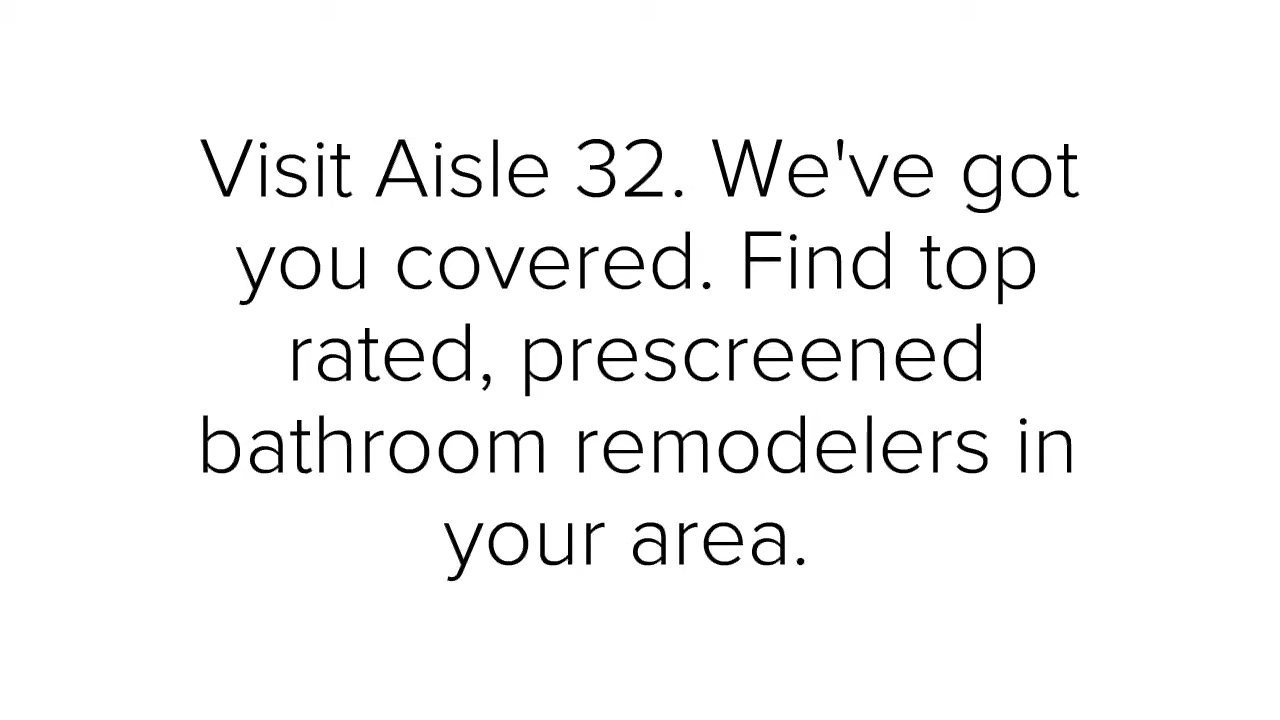 Visit Aisle 32. We've got
you covered. Find top
rated, prescreened
bathroom remodelers in
your area.